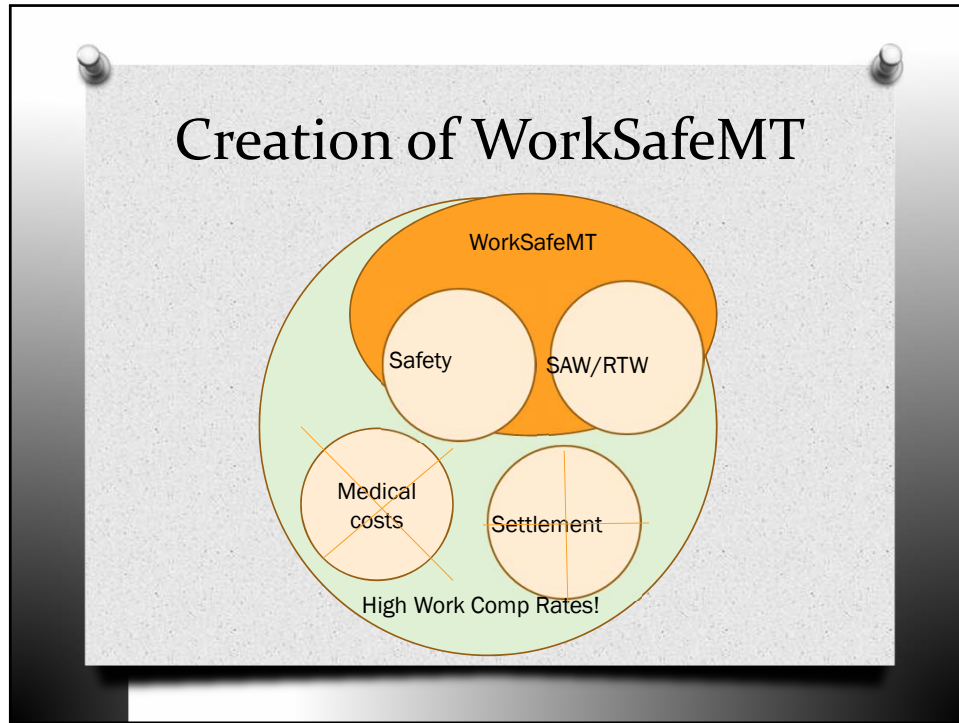 Creation of WorkSafeMT
WorkSafeMT
Safety
SAW/RTW
Medical
costs
Settlement
High Work Comp Rates!